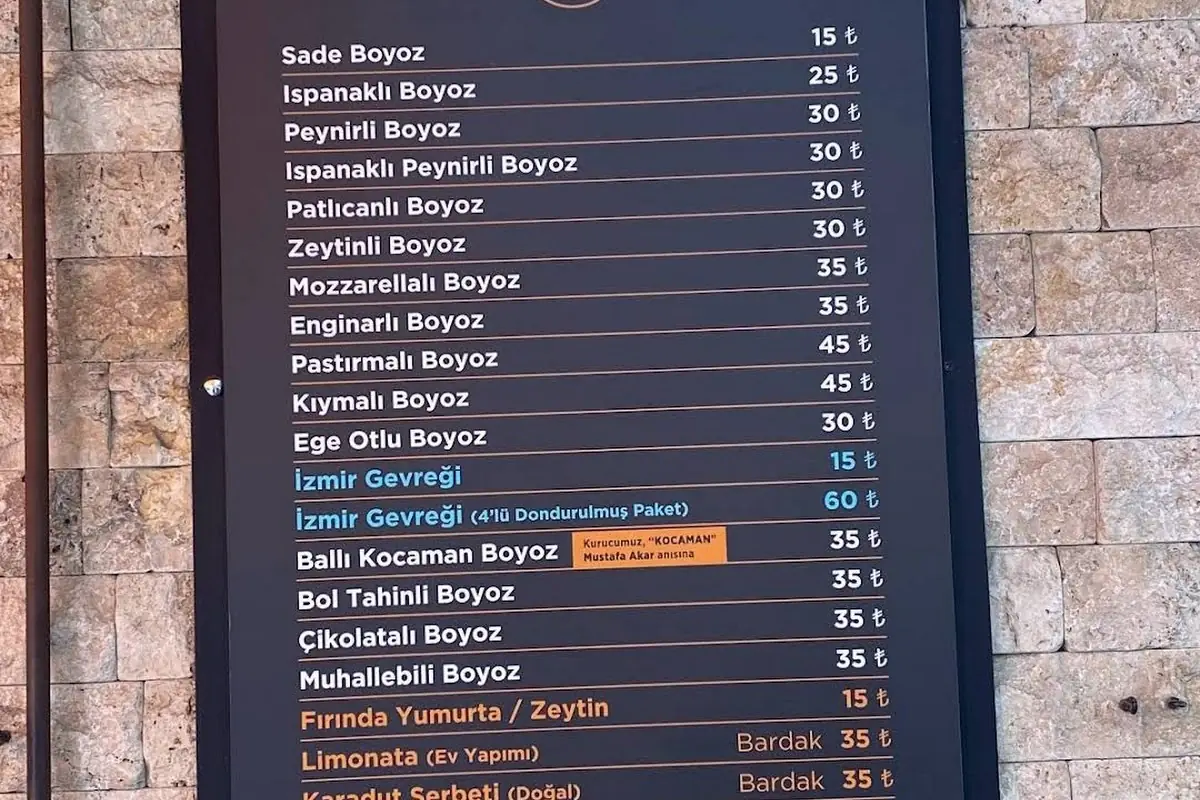 Sade Boyoz 15 ₺
Ispanaklı Boyoz 25 ₺
Peynirli Boyoz 30 ₺
Ispanaklı Peynirli Boyoz 30 ₺
Patlıcanlı Boyoz 30 ₺
Zeytinli Boyoz 30 ₺
Mozzarellalı Boyoz 35 ₺
Enginarlı Boyoz 35 ₺
Pastırmalı Boyoz 45 ₺
Kıymalı Boyoz 45 ₺
Ege Otlu Boyoz 30 ₺
İzmir Gevreği 15 ₺
İzmir Gevreği (4'lü Dondurulmuş Paket) 60 ₺
Ballı Kocaman Boyoz 35 ₺
Kurucumuz, "KOCAMAN"
Mustafa Akar anısına
Bol Tahinli Boyoz 35 ₺
Çikolatalı Boyoz 35 ₺
Muhallebili Boyoz 35 ₺
Fırında Yumurta / Zeytin 15 ₺
Limonata (Ev Yapımı) Bardak 35 ₺
Karadut Şerbeti (Doğal) Bardak 35 ₺